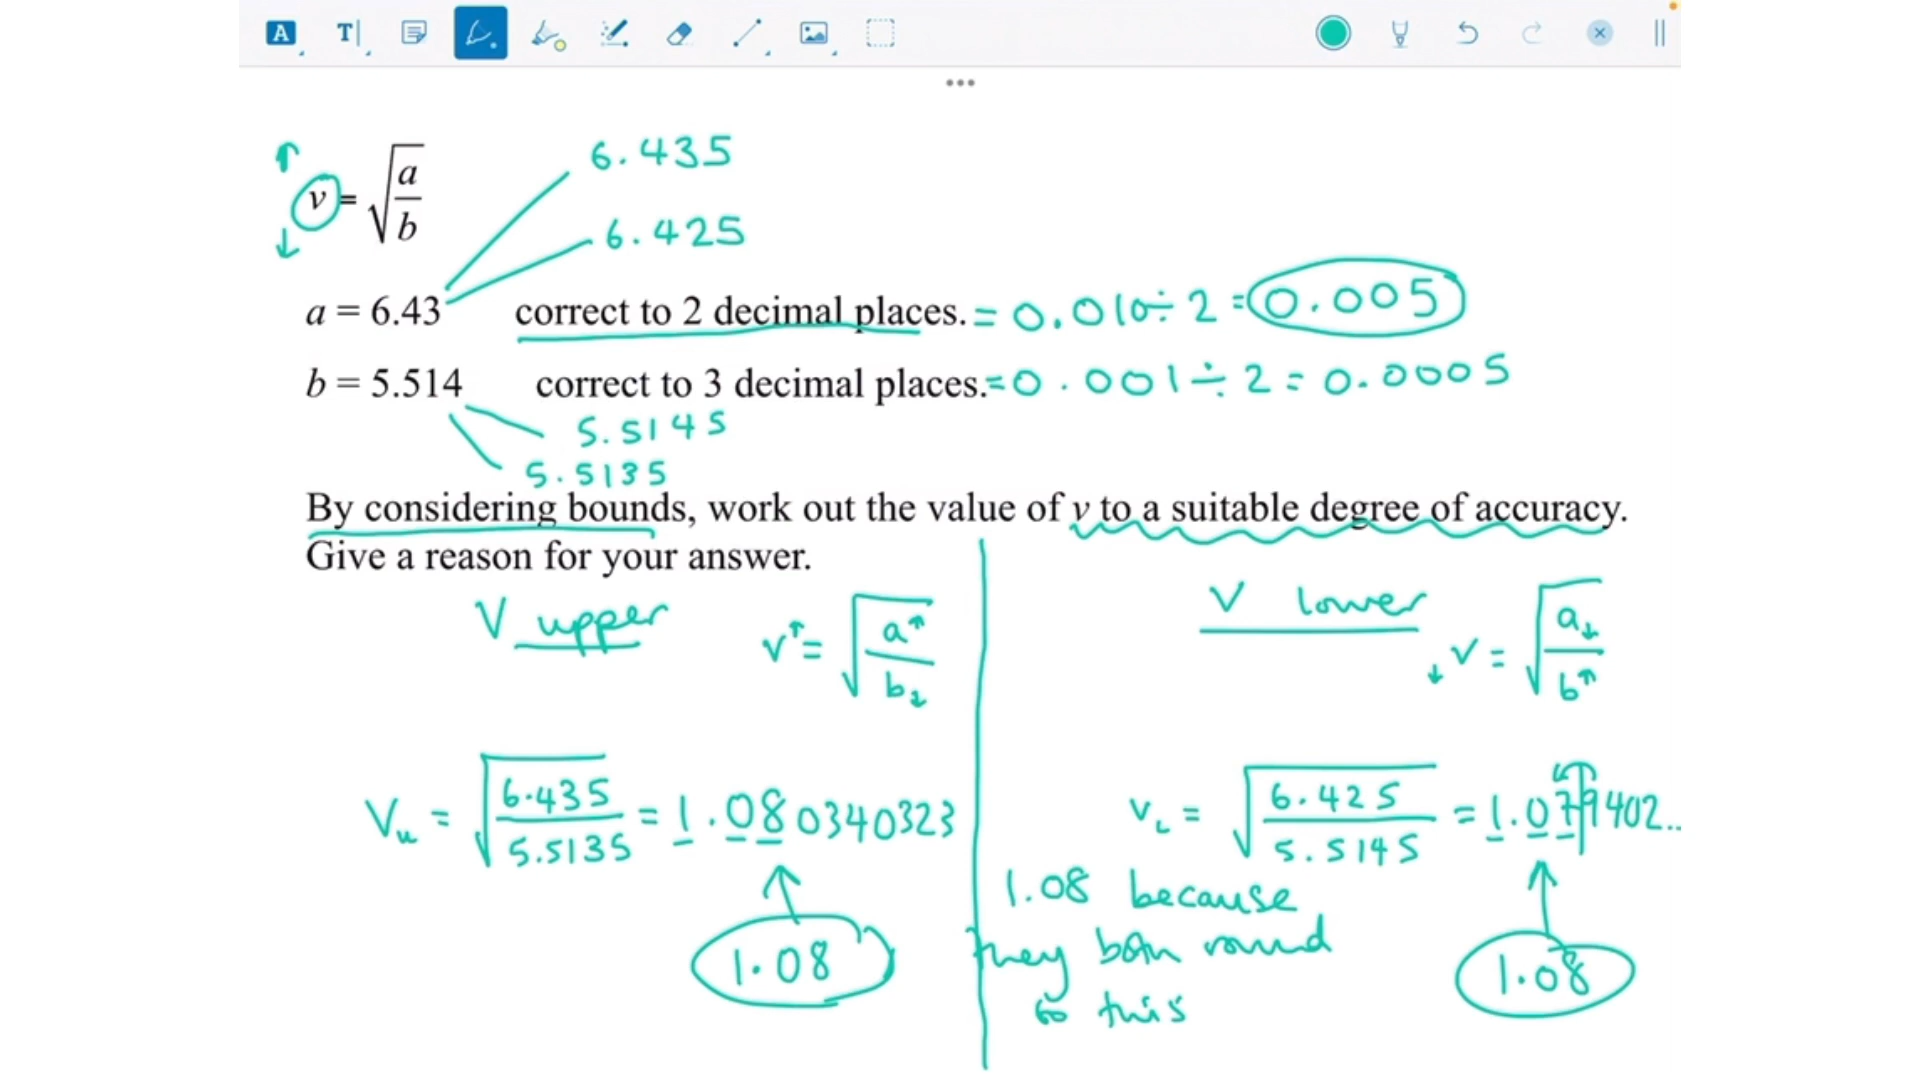 A T|
6.435
v = √a/b
6.425
a = 6.43 correct to 2 decimal places. = 0.010 ÷ 2 = 0.005
b = 5.514 correct to 3 decimal places. = 0.001 ÷ 2 = 0.0005
5.5145
5.5135
By considering bounds, work out the value of v to a suitable degree of accuracy.
Give a reason for your answer.
V upper v↑ = √a↑/b↓
V lower ↓v = √a↓/b↑
Vu = √6.435/5.5135 = 1.080340323
VL = √6.425/5.5145 = 1.079402..
1.08
1.08 because
they both round
to this
1.08